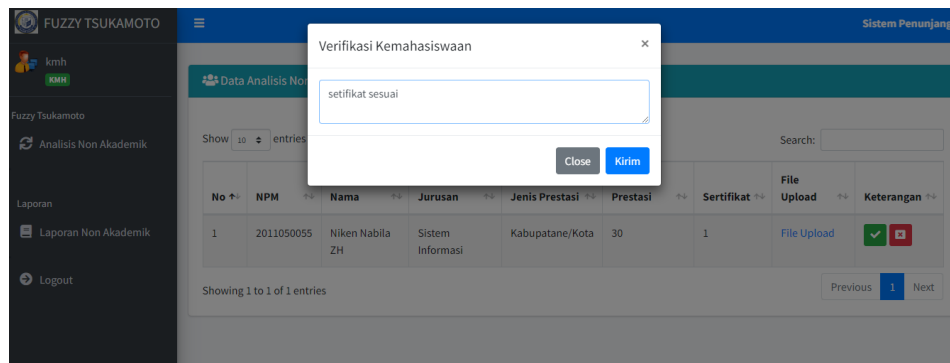 FUZZY TSUKAMOTO
Sistem Penunjang
kmh
KMH
Fuzzy Tsukamoto
Analisis Non Akademik
Laporan
Laporan Non Akademik
Logout
Verifikasi Kemahasiswaan ×
setifikat sesuai
Close Kirim
Data Analisis Non
Show 10 entries Search:
No NPM Nama Jurusan Jenis Prestasi Prestasi Sertifikat File Upload Keterangan
1 2011050055 Niken Nabila ZH Sistem Informasi Kabupatane/Kota 30 1 File Upload
Showing 1 to 1 of 1 entries
Previous 1 Next